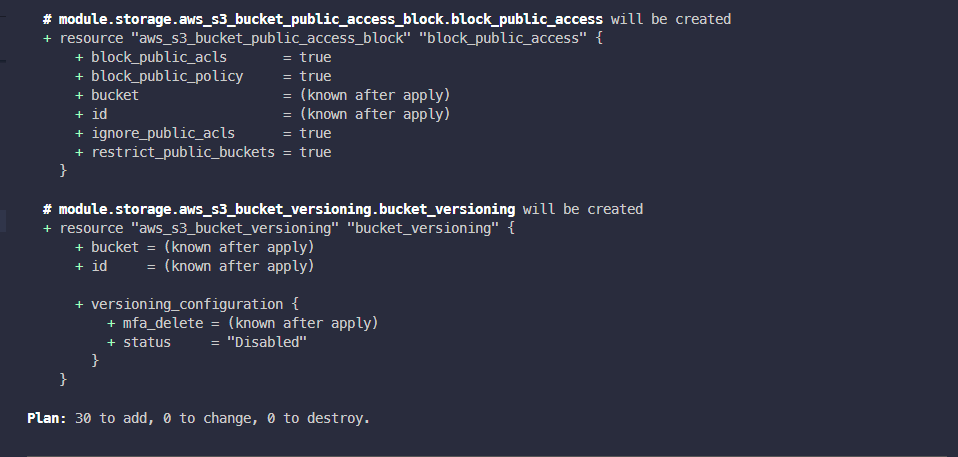 # module.storage.aws_s3_bucket_public_access_block.block_public_access will be created
+ resource "aws_s3_bucket_public_access_block" "block_public_access" {
+ block_public_acls       = true
+ block_public_policy     = true
+ bucket                  = (known after apply)
+ id                      = (known after apply)
+ ignore_public_acls      = true
+ restrict_public_buckets = true
}
# module.storage.aws_s3_bucket_versioning.bucket_versioning will be created
+ resource "aws_s3_bucket_versioning" "bucket_versioning" {
+ bucket = (known after apply)
+ id     = (known after apply)
+ versioning_configuration {
+ mfa_delete = (known after apply)
+ status     = "Disabled"
}
}
Plan: 30 to add, 0 to change, 0 to destroy.